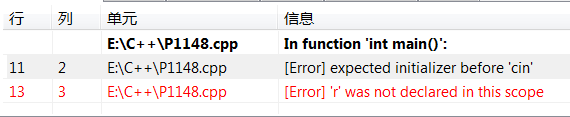 行 列 单元 信息
E:\C++\P1148.cpp In function 'int main()':
11 2 E:\C++\P1148.cpp [Error] expected initializer before 'cin'
13 3 E:\C++\P1148.cpp [Error] 'r' was not declared in this scope